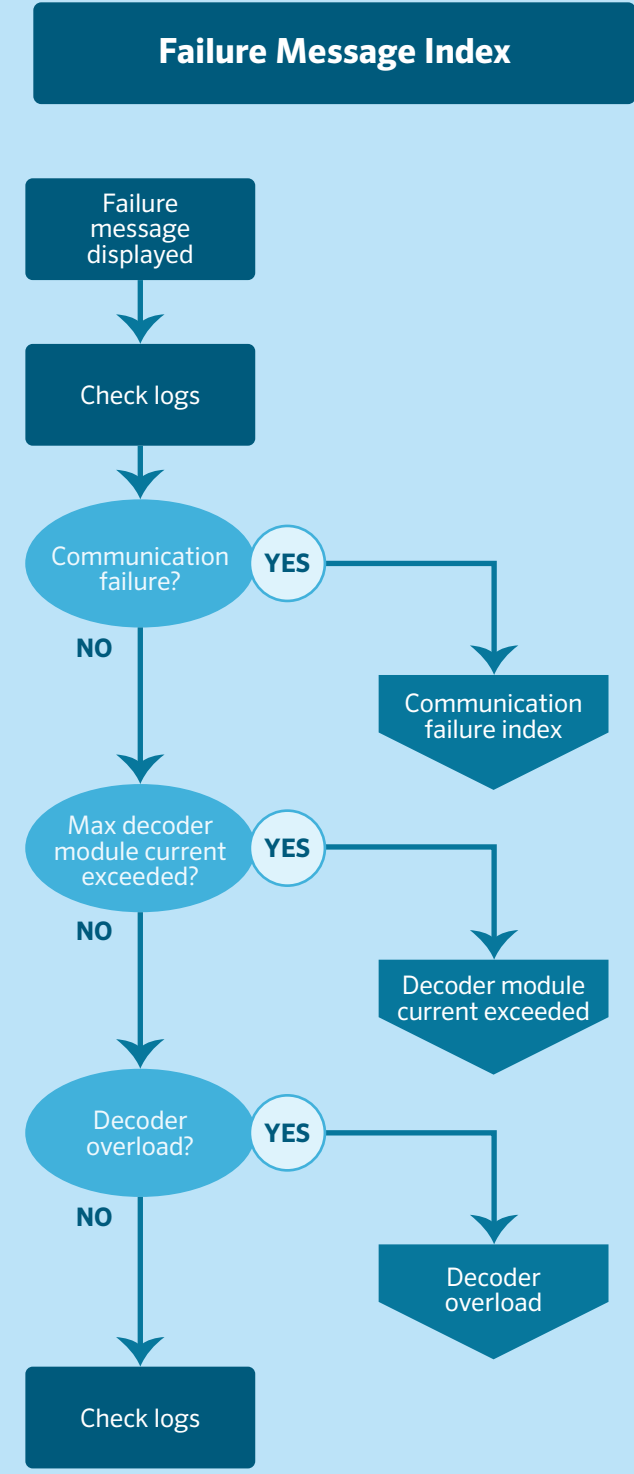 Failure Message Index
Failure
message
displayed
Check logs
Communication
failure?
YES
NO
Communication
failure index
Max decoder
module current
exceeded?
YES
NO
Decoder module
current exceeded
Decoder
overload?
YES
NO
Decoder
overload
Check logs